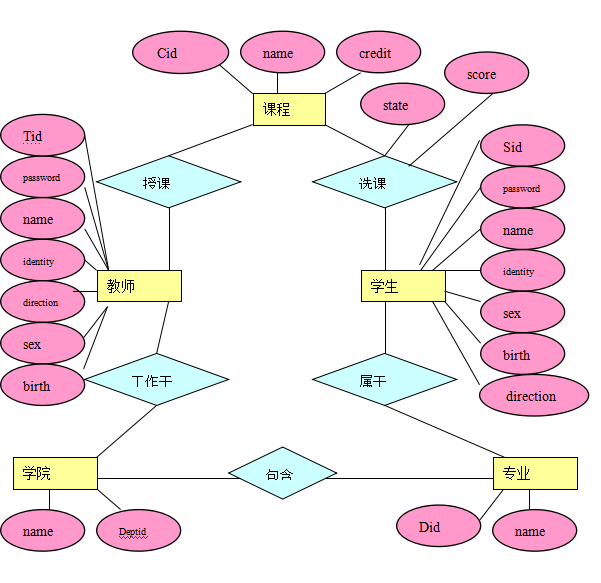 Cid
name
credit
score
state
课程
Tid
password
name
identity
direction
sex
birth
授课
选课
Sid
password
name
identity
sex
birth
direction
教师
学生
工作于
属于
学院
包含
专业
name
Deptid
Did
name